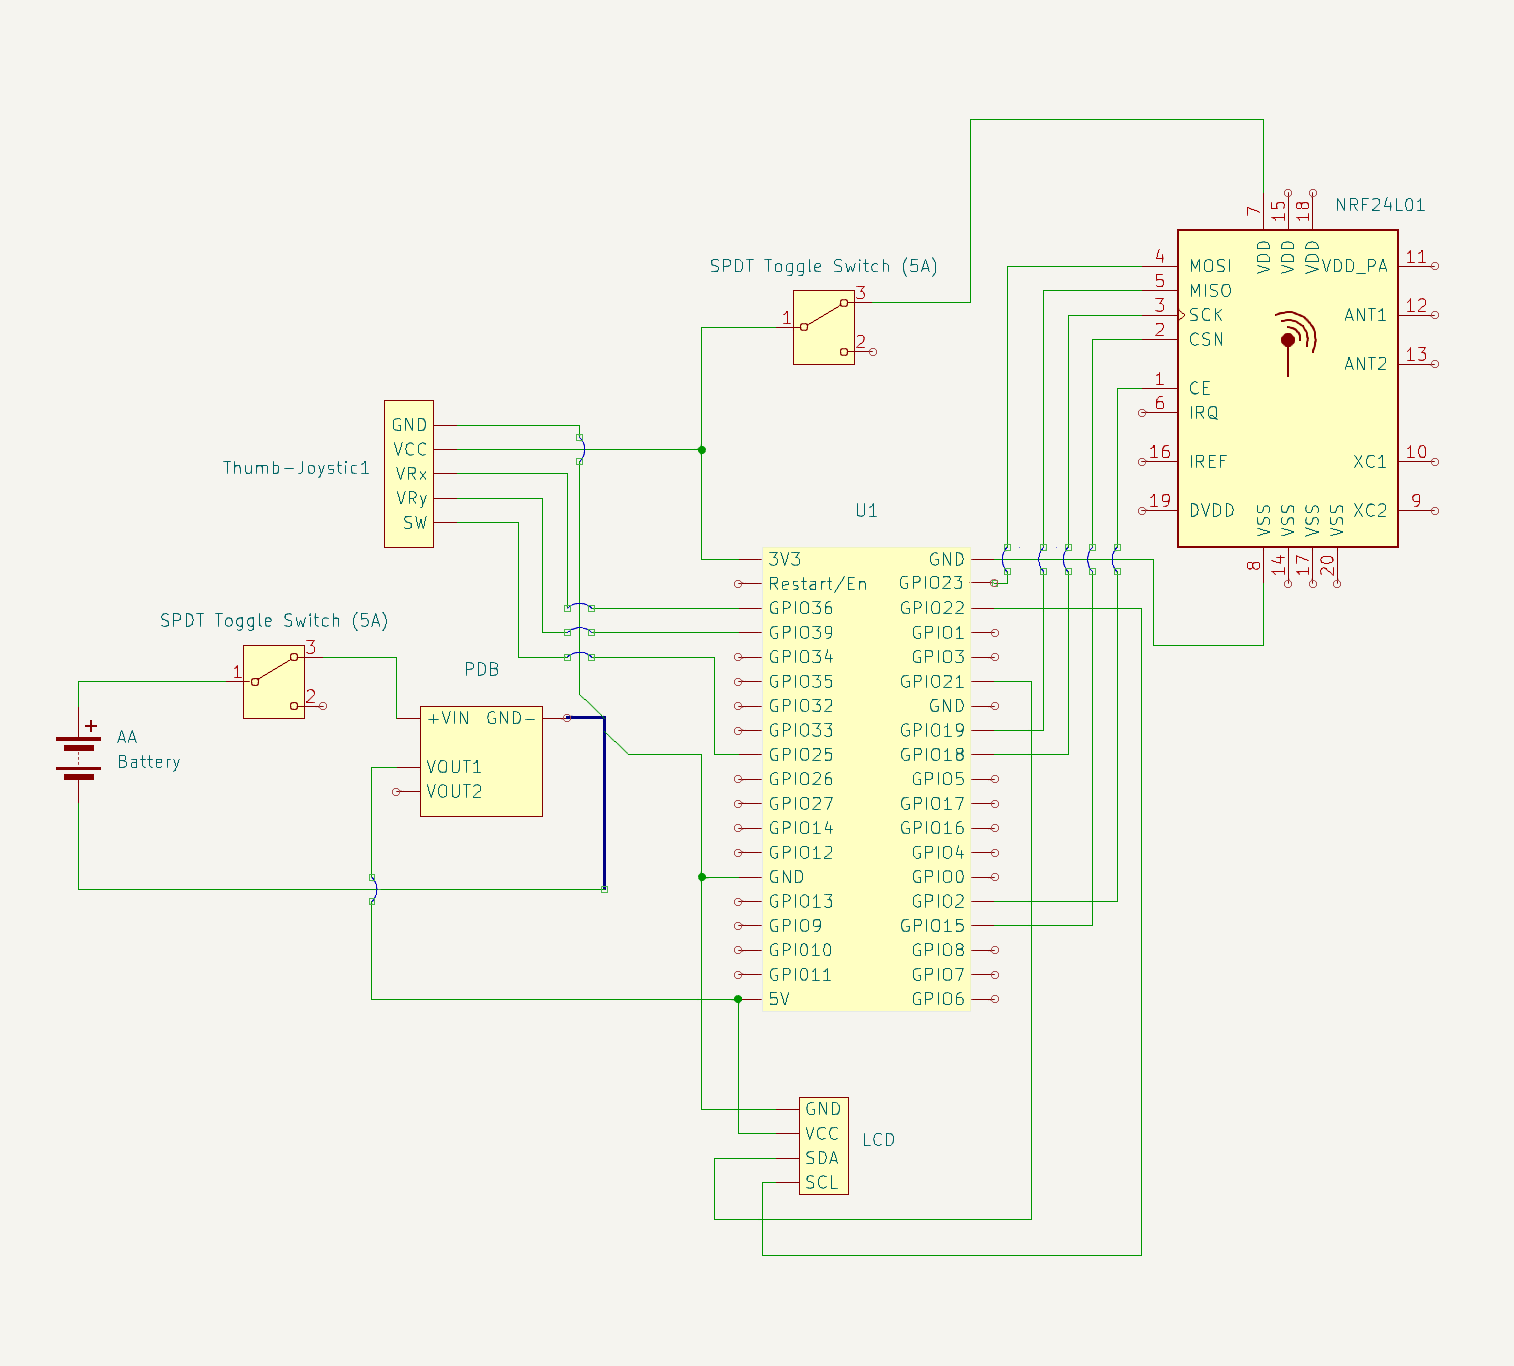 NRF24L01
7
15
18
VDD
VDD
VDD
4
MOSI
VDD_PA
11
5
MISO
3
SCK
ANT1
12
2
CSN
ANT2
13
1
CE
6
IRQ
16
IREF
XC1
10
19
DVDD
XC2
9
VSS
VSS
VSS
VSS
8
14
17
20
SPDT Toggle Switch (5A)
3
1
2
Thumb-Joystic1
GND
VCC
VRx
VRy
SW
U1
3V3
GND
Restart/En
GPIO23
GPIO36
GPIO22
GPIO39
GPIO1
GPIO34
GPIO3
GPIO35
GPIO21
GPIO32
GND
GPIO33
GPIO19
GPIO25
GPIO18
GPIO26
GPIO5
GPIO27
GPIO17
GPIO14
GPIO16
GPIO12
GPIO4
GND
GPIO0
GPIO13
GPIO2
GPIO9
GPIO15
GPI010
GPIO8
GPI011
GPIO7
5V
GPIO6
SPDT Toggle Switch (5A)
3
1
2
AA
Battery
+
PDB
+VIN GND-
VOUT1
VOUT2
GND
VCC
SDA
SCL
LCD